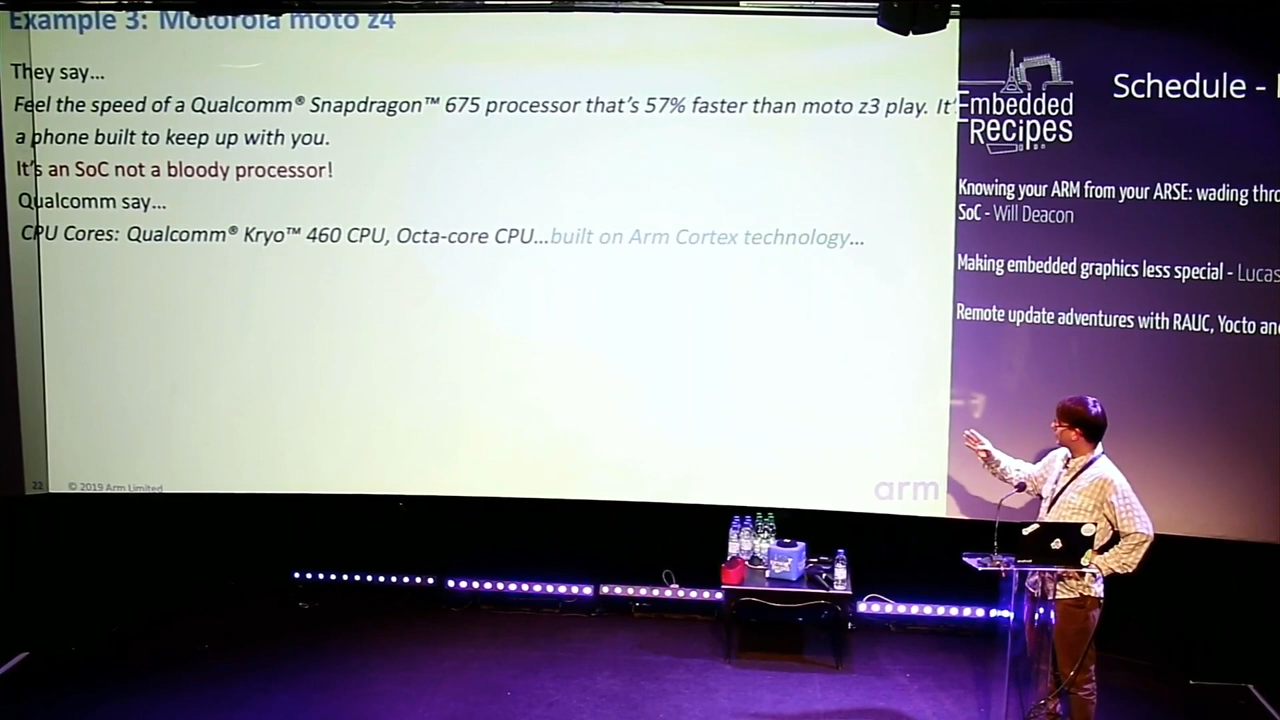 Example 3: Motorola moto z4
They say...
Feel the speed of a Qualcomm® Snapdragon™ 675 processor that's 57% faster than moto z3 play. It'
a phone built to keep up with you.
It's an SoC not a bloody processor!
Qualcomm say...
CPU Cores: Qualcomm® Kryo™ 460 CPU, Octa-core CPU...built on Arm Cortex technology...
22 © 2019 Arm Limited
arm
Embedded
Recipes
Schedule -
Knowing your ARM from your ARSE: wading thro
SoC - Will Deacon
Making embedded graphics less special - Lucas
Remote update adventures with RAUC, Yocto an